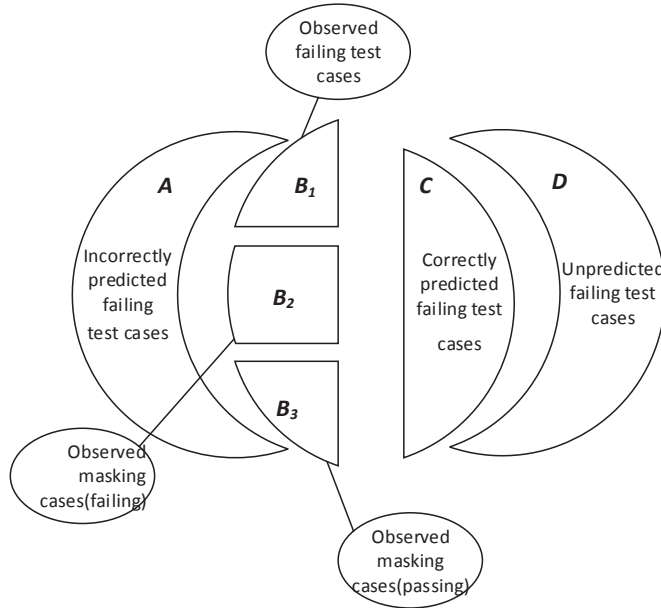 Observed
failing test
cases
A
B1
C
D
Incorrectly
predicted
failing
test cases
B2
Correctly
predicted
failing test
cases
Unpredicted
failing test
cases
B3
Observed
masking
cases(failing)
Observed
masking
cases(passing)